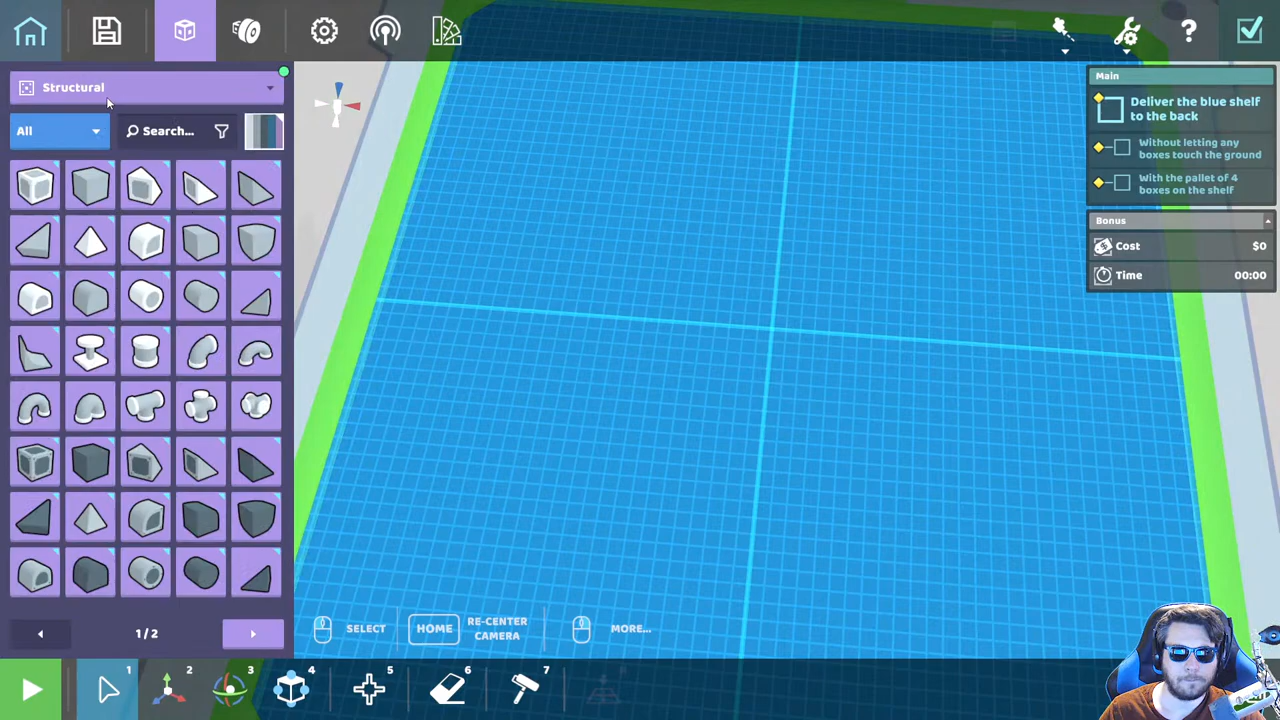 Structural
All
Search...
1/2
Main
Deliver the blue shelf
to the back
Without letting any
boxes touch the ground
With the pallet of 4
boxes on the shelf
Bonus
Cost $0
Time 00:00
SELECT
HOME
RE-CENTER
CAMERA
MORE...
1
2
3
4
5
6
7